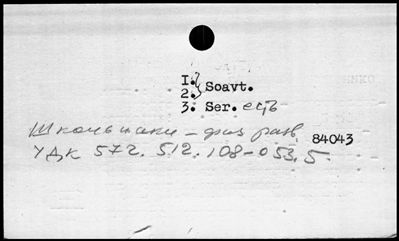 I.
2. } Soavt.
3. Ser. есть
Школьники – физ. разв. 84043
УДК 572.512.108-053.5